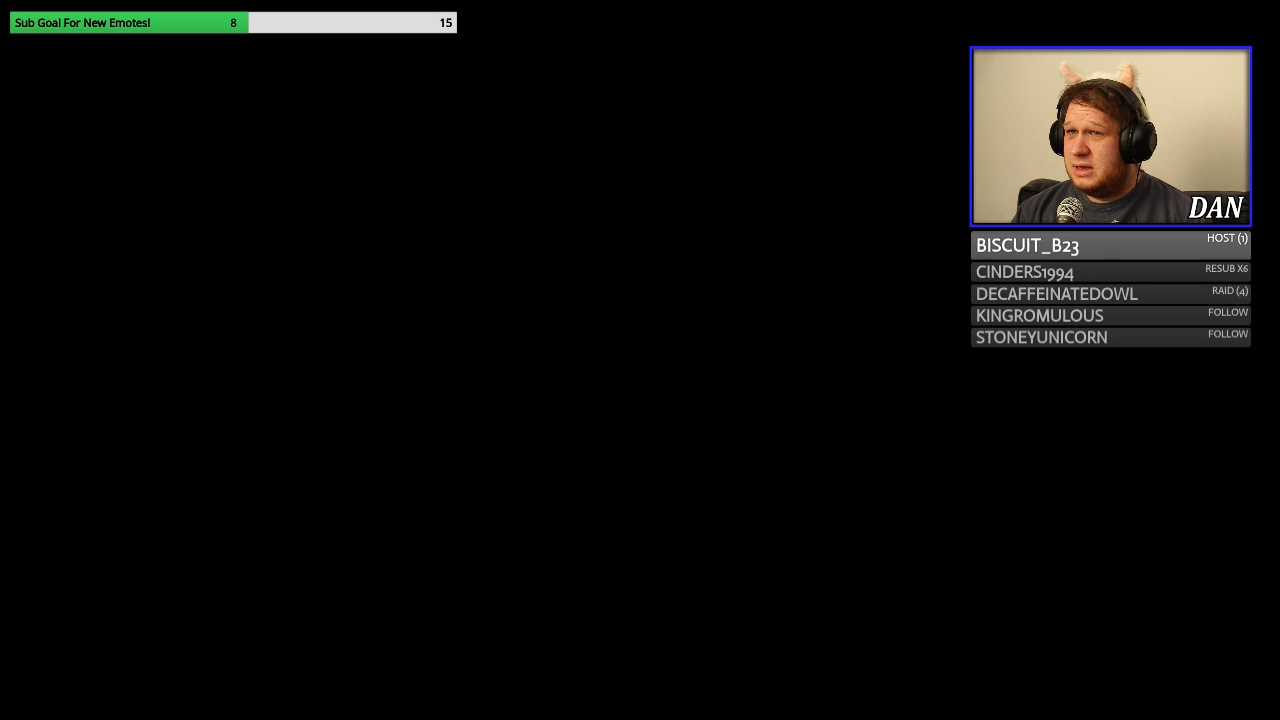 Sub Goal For New Emotes! 8 15
DAN
BISCUIT_B23 HOST (1)
CINDERS1994 RESUB X6
DECAFFEINATEDOWL RAID (4)
KINGROMULOUS FOLLOW
STONEYUNICORN FOLLOW